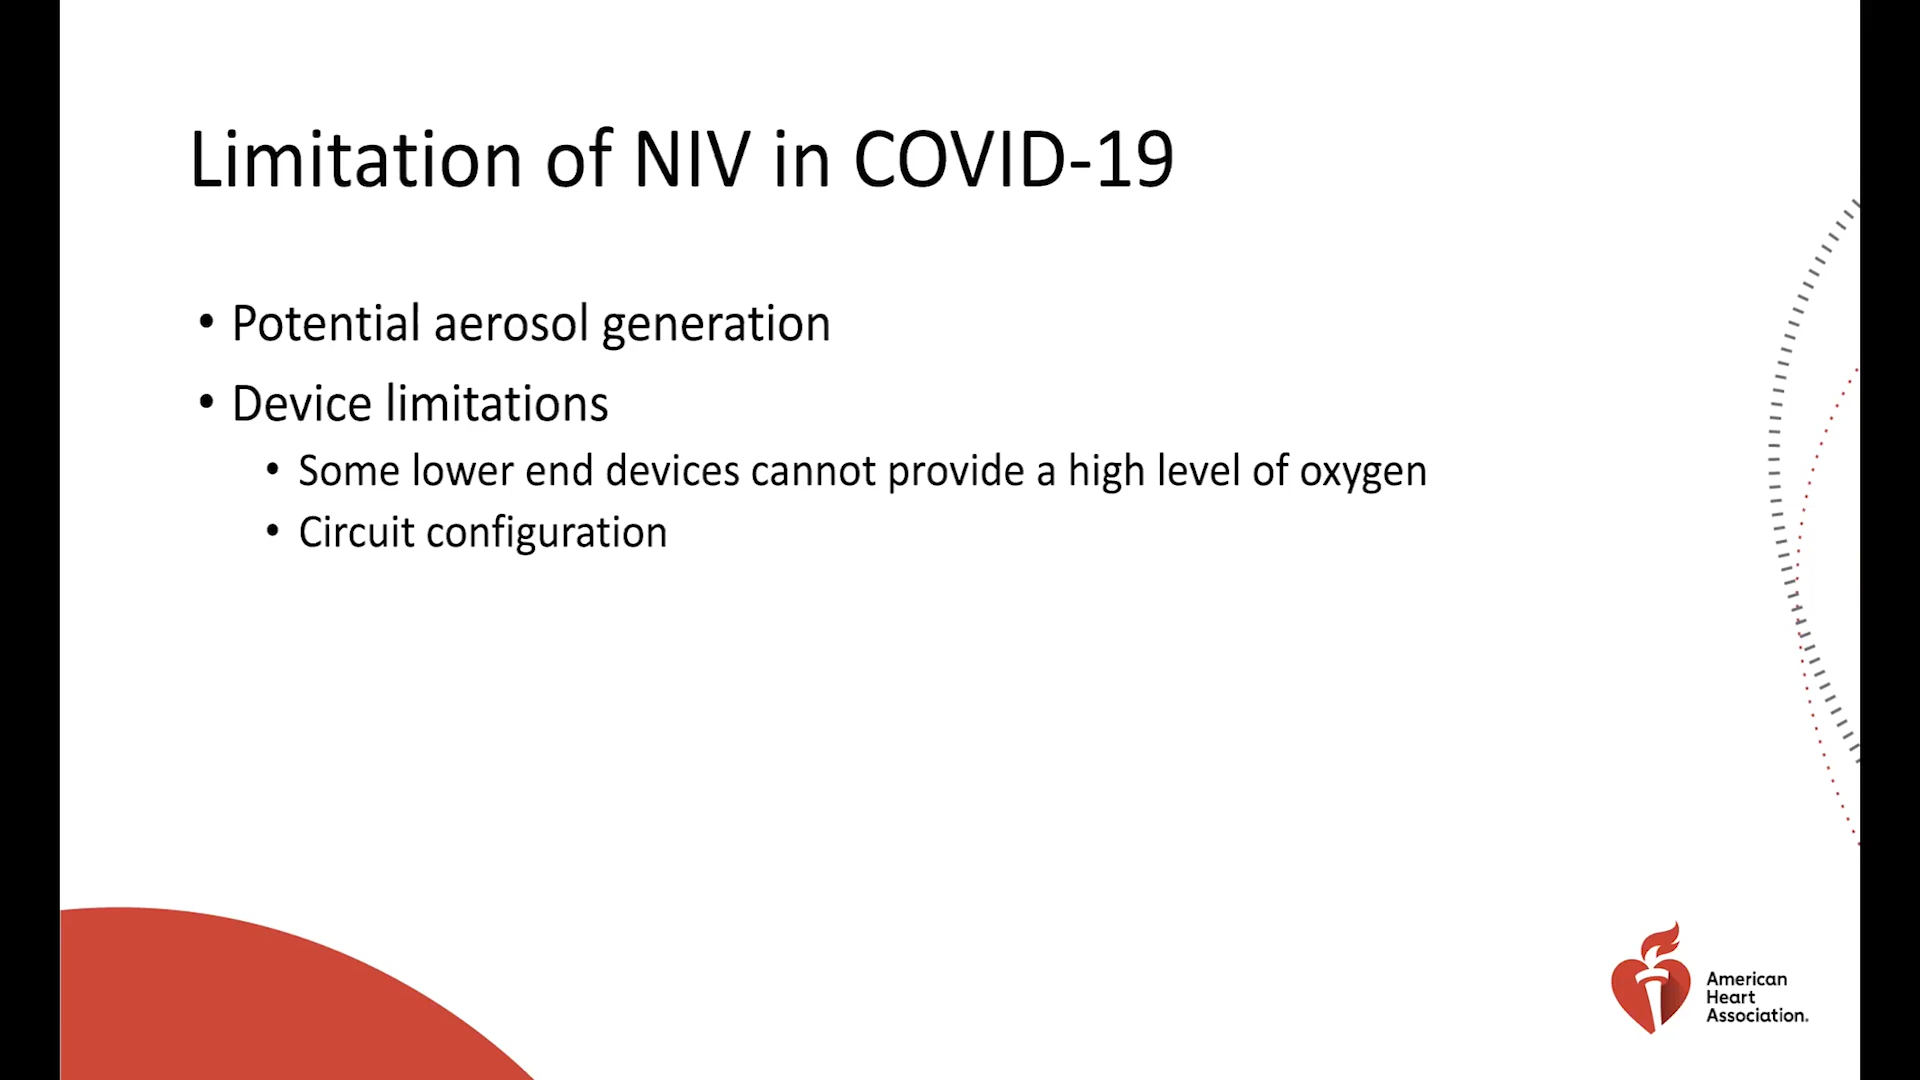 Limitation of NIV in COVID-19
• Potential aerosol generation
• Device limitations
• Some lower end devices cannot provide a high level of oxygen
• Circuit configuration
American
Heart
Association.